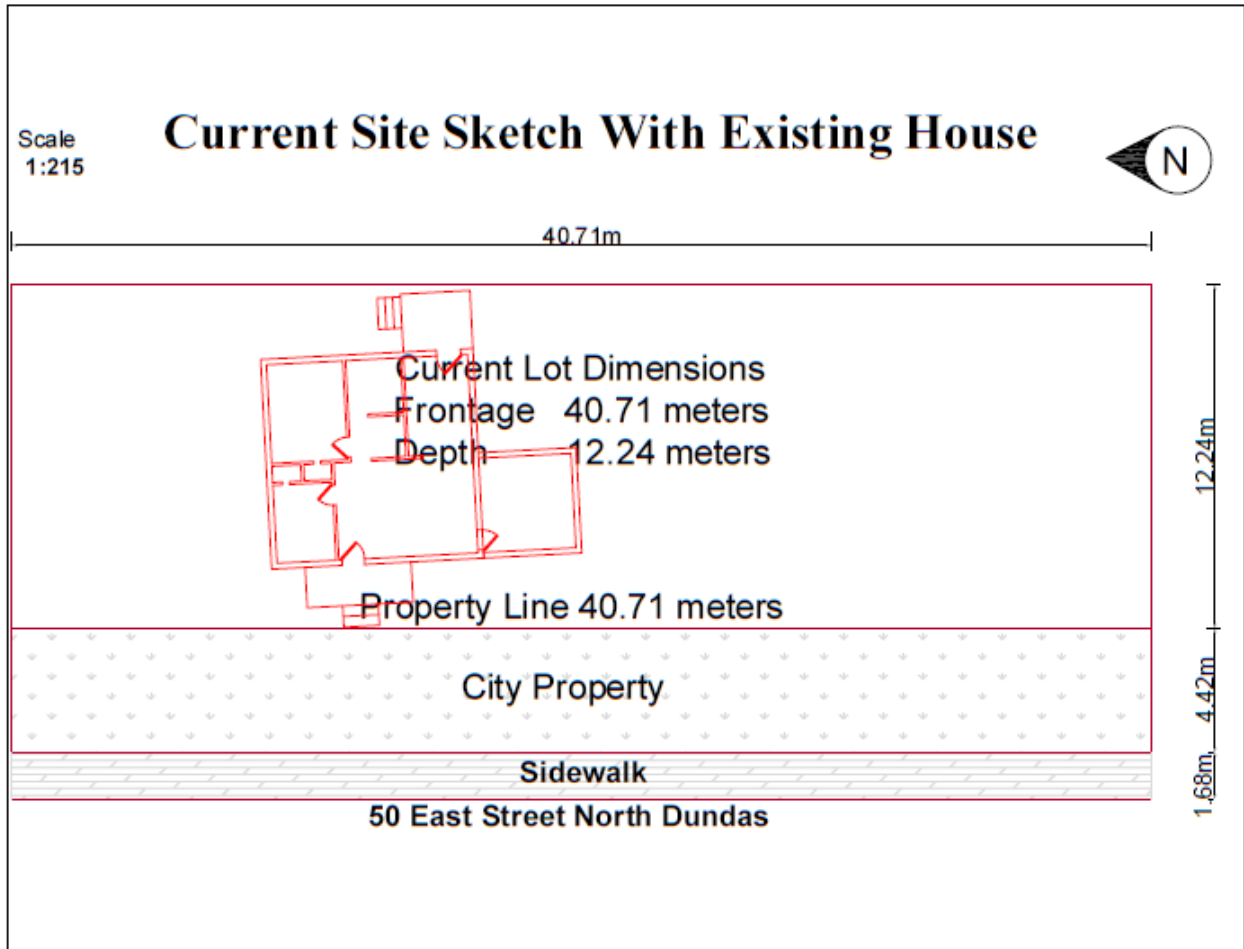 Current Site Sketch With Existing House
Scale
1:215
N
40.71m
Current Lot Dimensions
Frontage 40.71 meters
Depth 12.24 meters
12.24m
Property Line 40.71 meters
City Property
4.42m
Sidewalk
1.68m
50 East Street North Dundas